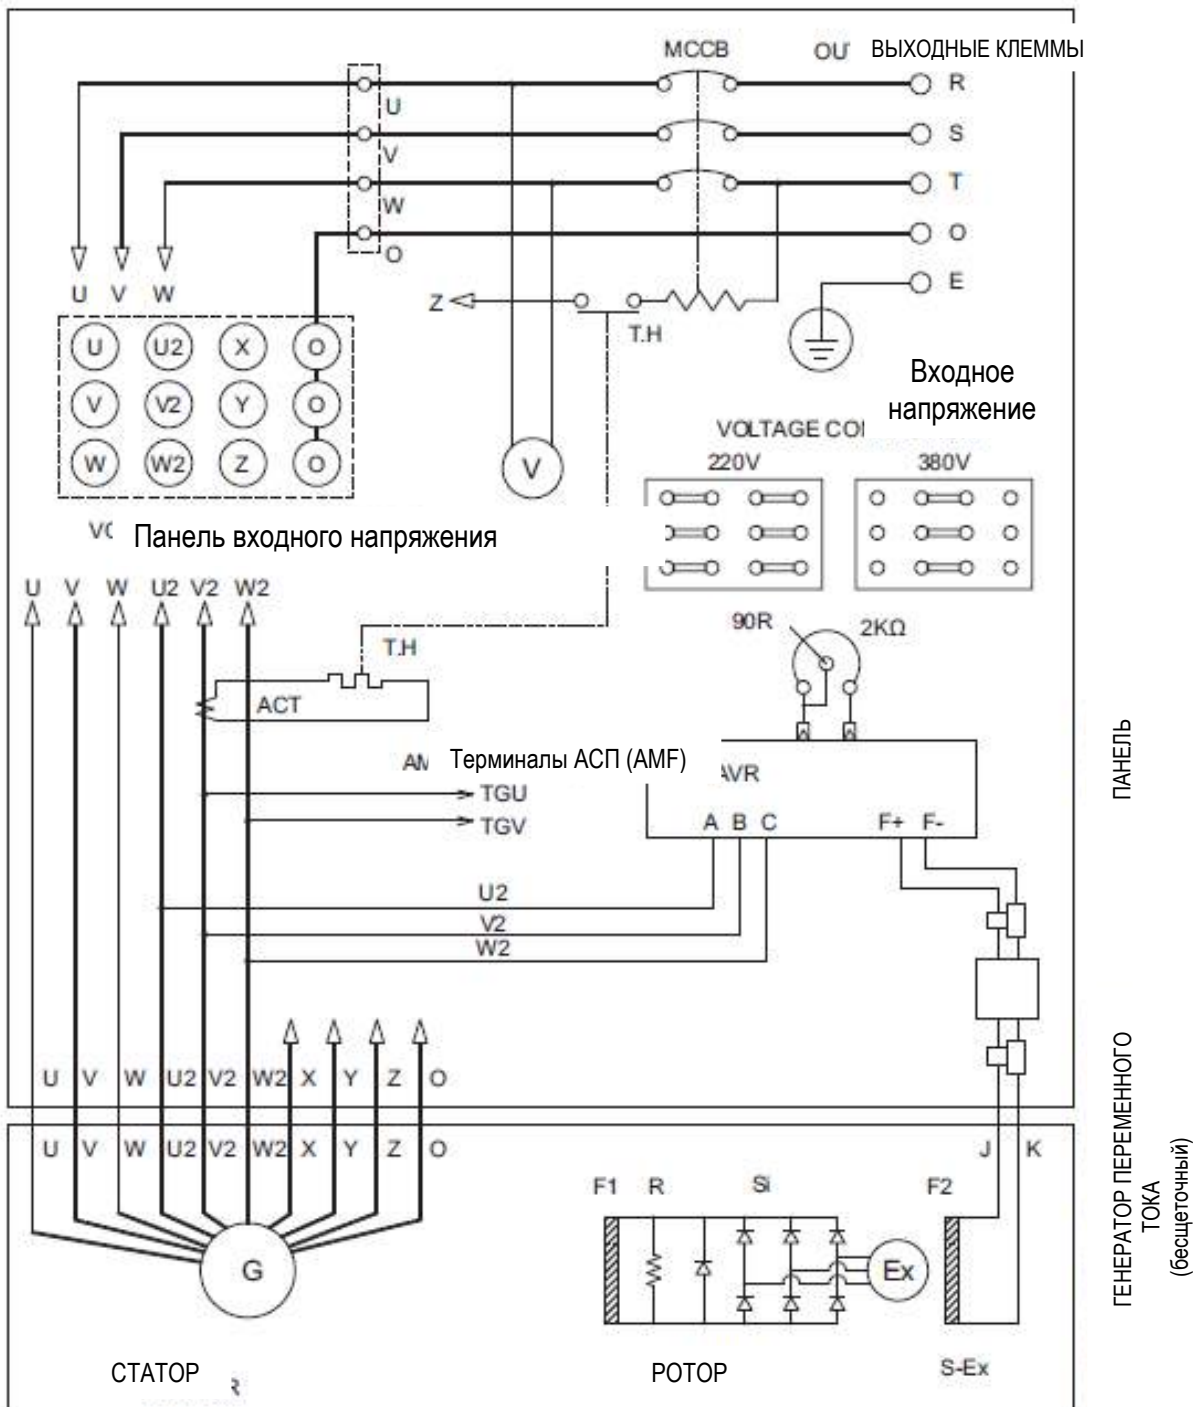 MCCB
OUT ВЫХОДНЫЕ КЛЕММЫ
R
U
S
V
T
W
O
O
E
U V W
Z
T.H
U U2 X O
V V2 Y O
W W2 Z O
V
Входное
напряжение
VOLTAGE
220V 380V
Панель входного напряжения
U V W U2 V2 W2
T.H
90R
2KΩ
ACT
Терминалы АСП (AMF)
AVR
TGU
TGV
A B C F+ F-
U2
V2
W2
U V W U2 V2 W2 X Y Z O
U V W U2 V2 W2 X Y Z O
J K
F1 R Si F2
G
Ex
СТАТОР
РОТОР
S-Ex
ПАНЕЛЬ
ГЕНЕРАТОР ПЕРЕМЕННОГО
ТОКА
(бесщеточный)